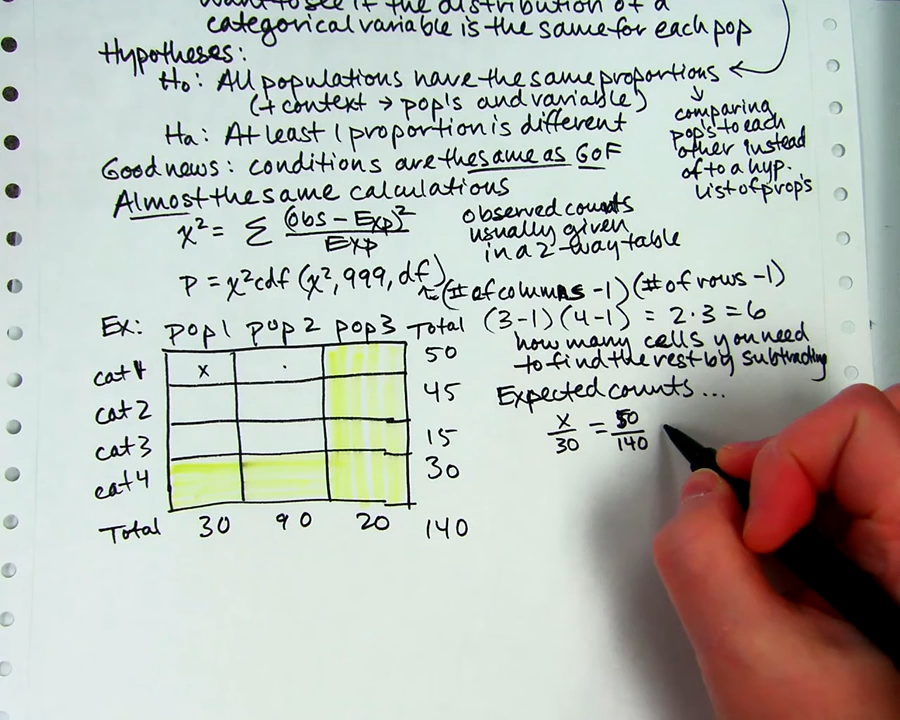 want to see if the distribution of a
categorical variable is the same for each pop
Hypotheses:
Ho: All populations have the same proportions
(+ context → pop's and variable)
Ha: At least 1 proportion is different
comparing
pop's to each
other instead
of to a hyp.
list of prop's
Good news: conditions are the same as GoF
Almost the same calculations
χ² = Σ (Obs - Exp)² / Exp
observed counts
usually given
in a 2-way table
P = χ²cdf (χ², 999, df)
(# of columns -1)(# of rows -1)
(3-1)(4-1) = 2·3 = 6
how many cells you need
to find the rest by subtracting
Ex: pop 1 pop 2 pop 3 Total
cat 1 x 50
cat 2 45
cat 3 15
cat 4 30
Total 30 90 20 140
Expected counts...
x/30 = 50/140